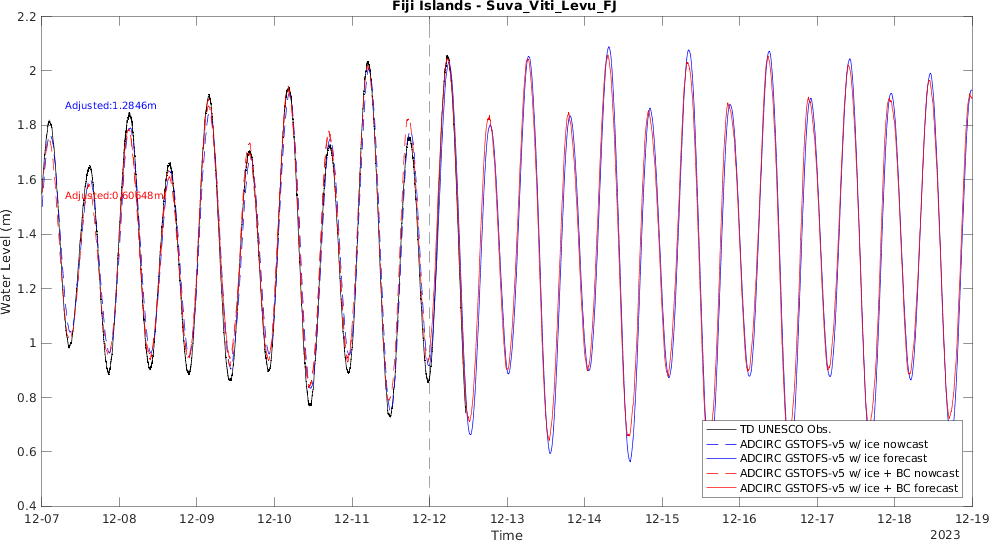 Fiji Islands - Suva_Viti_Levu_FJ
2.2
2
1.8
1.6
1.4
1.2
1
0.8
0.6
0.4
Water Level (m)
Adjusted:1.2846m
Adjusted:0.60648m
TD UNESCO Obs.
ADCIRC GSTOFS-v5 w/ ice nowcast
ADCIRC GSTOFS-v5 w/ ice forecast
ADCIRC GSTOFS-v5 w/ ice + BC nowcast
ADCIRC GSTOFS-v5 w/ ice + BC forecast
12-07 12-08 12-09 12-10 12-11 12-12 12-13 12-14 12-15 12-16 12-17 12-18 12-19
Time
2023